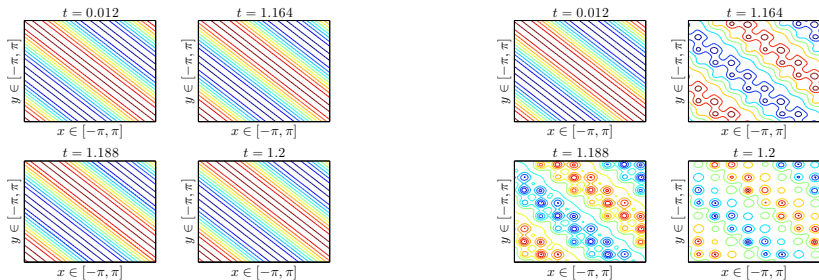 t = 0.012
t = 1.164
t = 0.012
t = 1.164
y ∈ [−π, π]
y ∈ [−π, π]
y ∈ [−π, π]
y ∈ [−π, π]
x ∈ [−π, π]
x ∈ [−π, π]
x ∈ [−π, π]
x ∈ [−π, π]
t = 1.188
t = 1.2
t = 1.188
t = 1.2
y ∈ [−π, π]
y ∈ [−π, π]
y ∈ [−π, π]
y ∈ [−π, π]
x ∈ [−π, π]
x ∈ [−π, π]
x ∈ [−π, π]
x ∈ [−π, π]